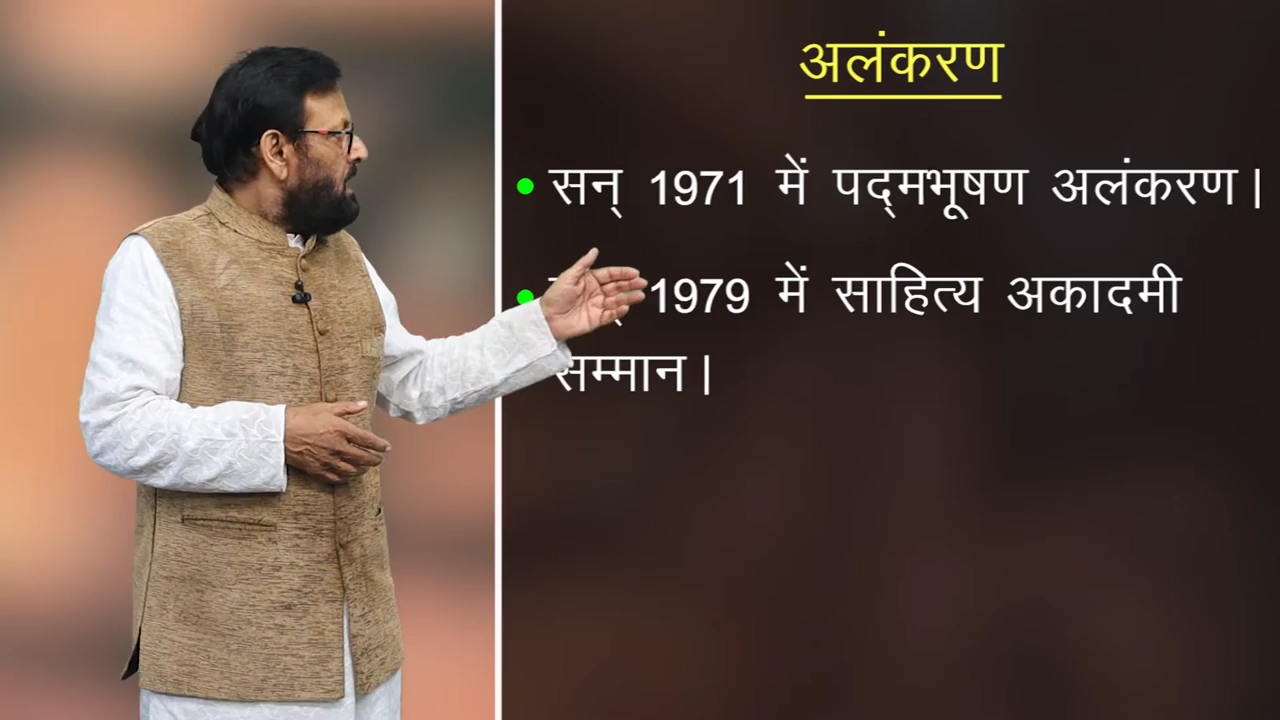 अलंकरण
• सन् 1971 में पद्मभूषण अलंकरण।
• 1979 में साहित्य अकादमी
सम्मान।